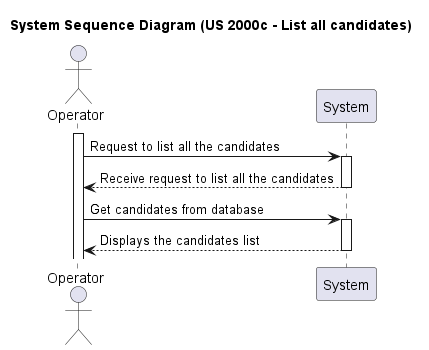 System Sequence Diagram (US 2000c - List all candidates)
Operator
System
Request to list all the candidates
Receive request to list all the candidates
Get candidates from database
Displays the candidates list
Operator
System